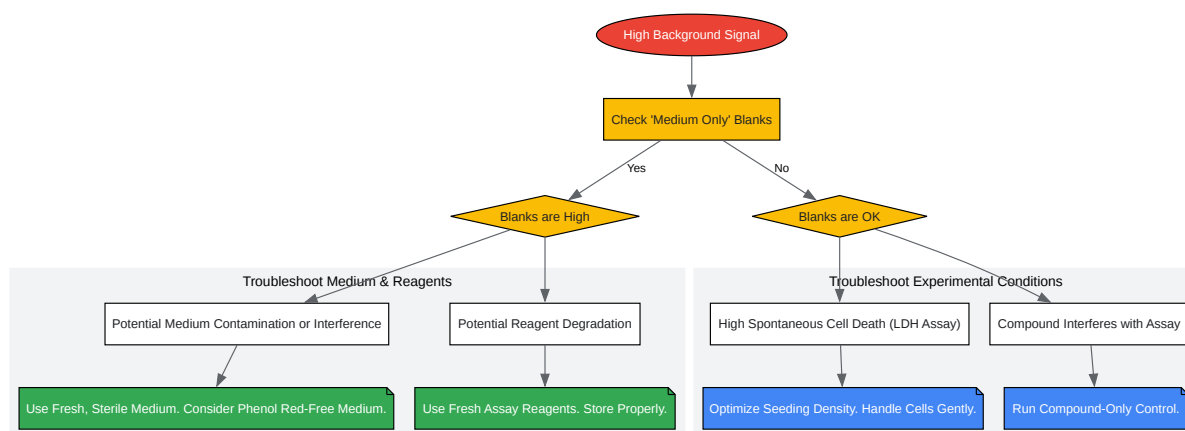 High Background Signal
Check 'Medium Only' Blanks
Yes
No
Blanks are High
Blanks are OK
Troubleshoot Medium & Reagents
Troubleshoot Experimental Conditions
Potential Medium Contamination or Interference
Potential Reagent Degradation
High Spontaneous Cell Death (LDH Assay)
Compound Interferes with Assay
Use Fresh, Sterile Medium. Consider Phenol Red-Free Medium.
Use Fresh Assay Reagents. Store Properly.
Optimize Seeding Density. Handle Cells Gently.
Run Compound-Only Control.